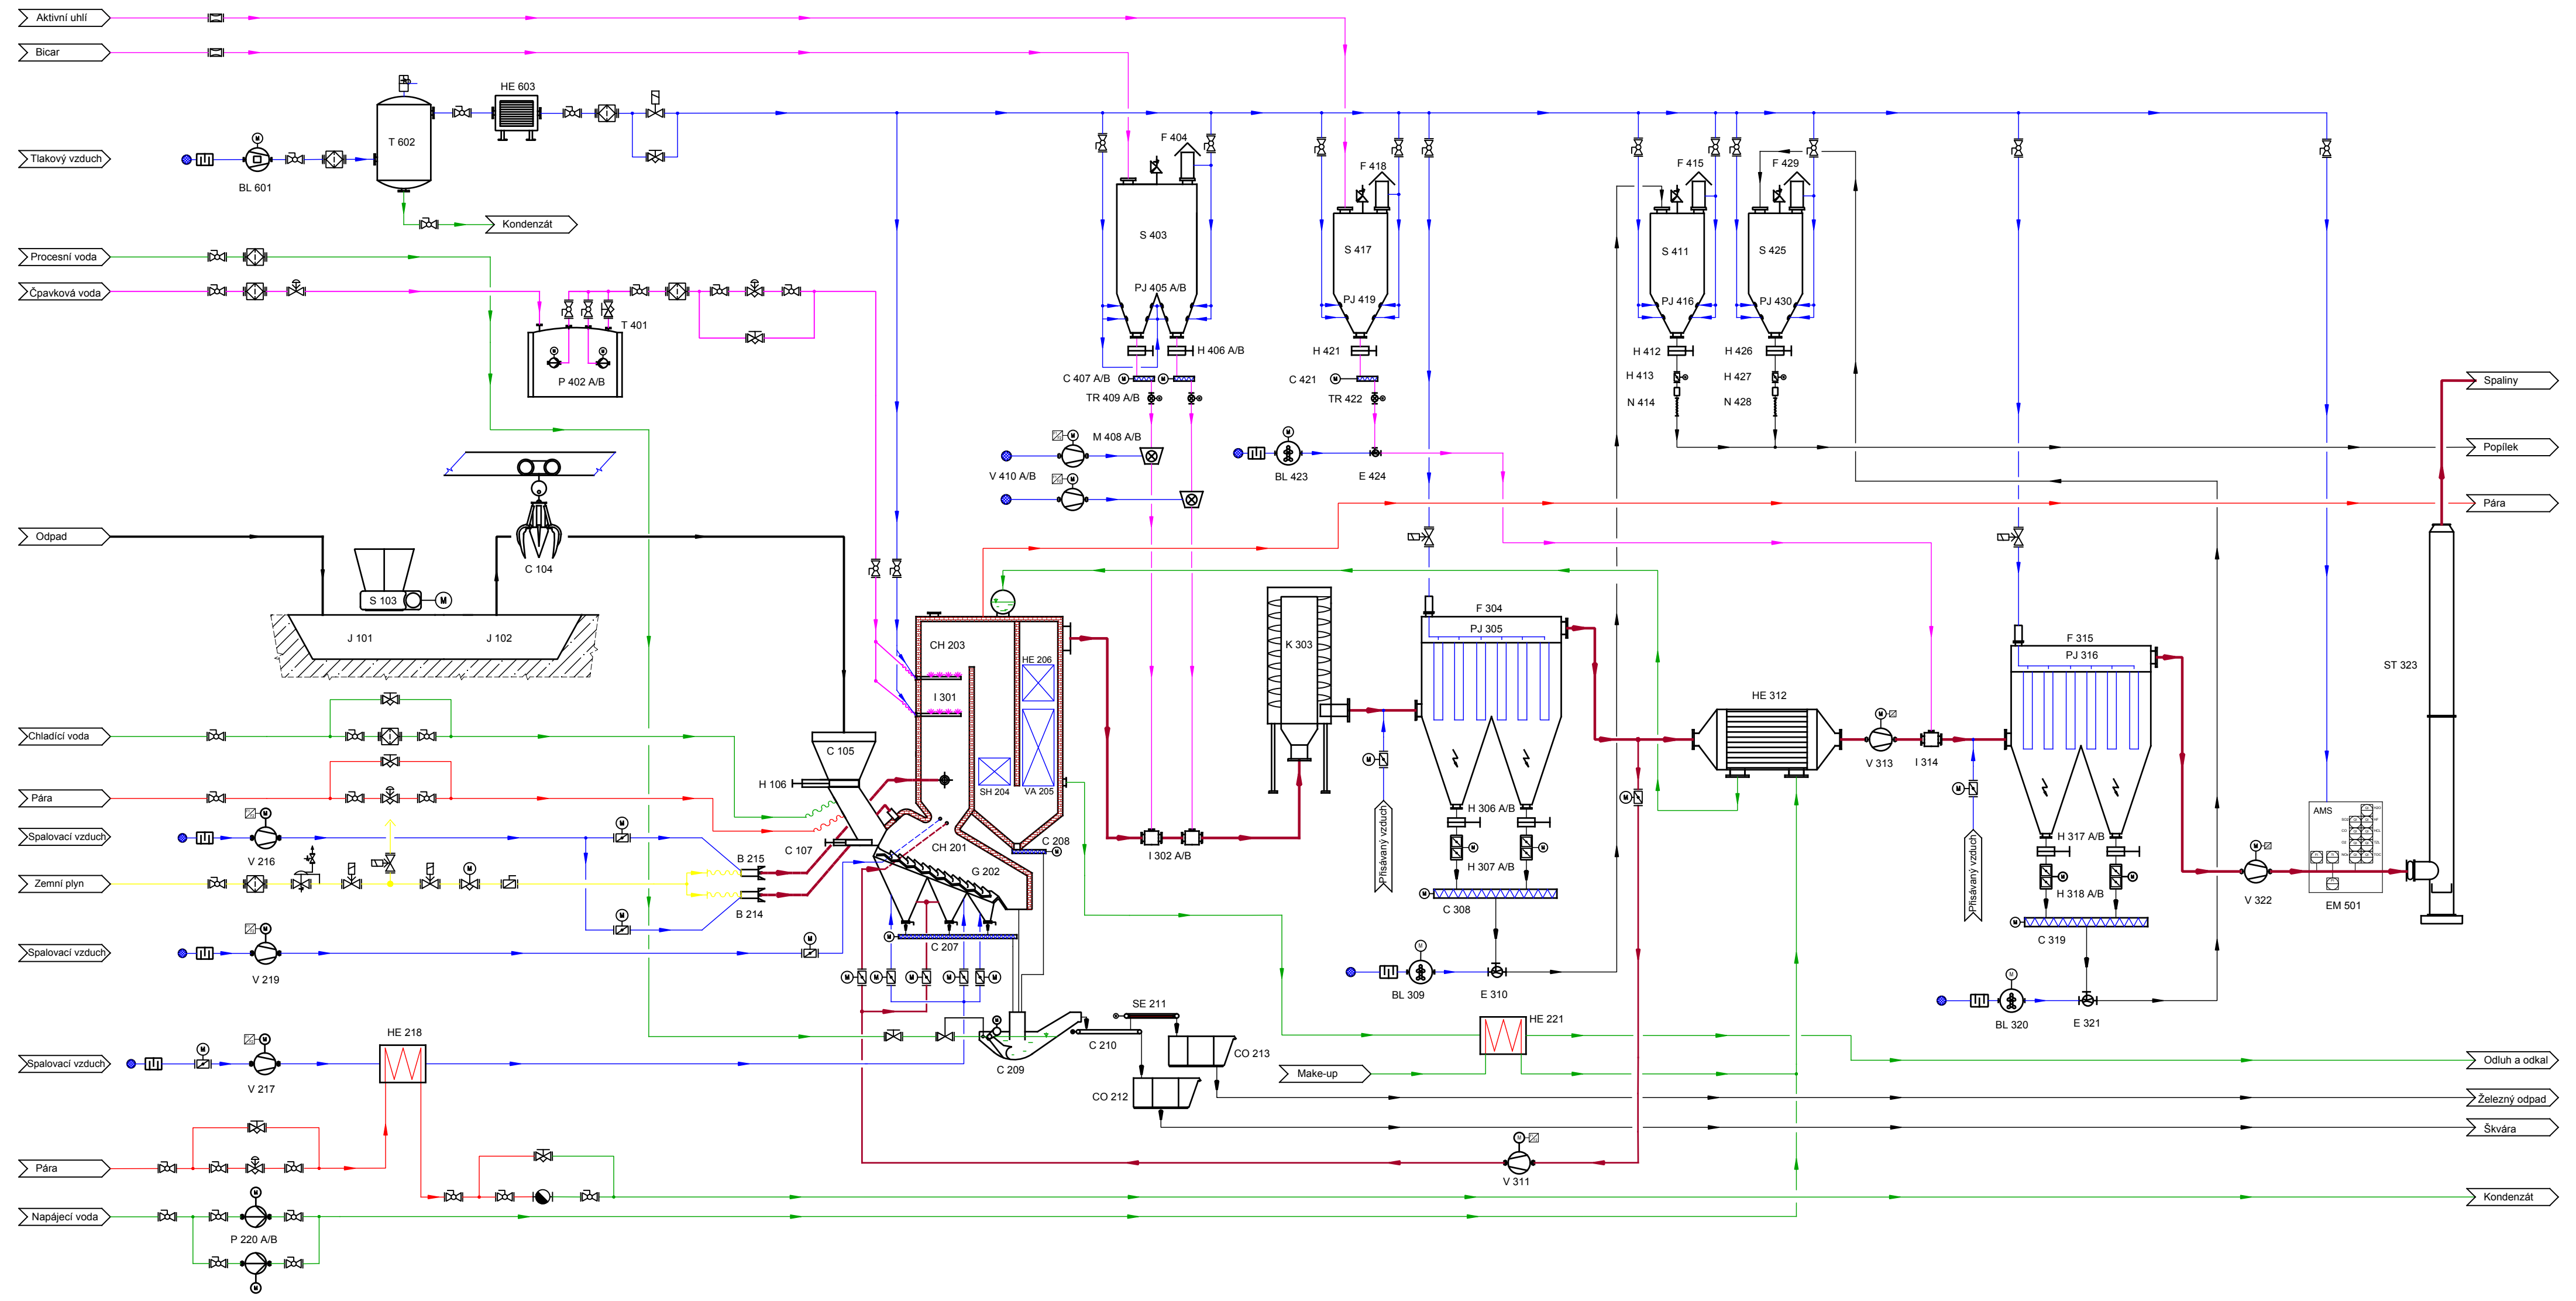 Aktivní uhlí
Bicar
HE 603
T 602
F 404
F 418
F 415
F 429
Tlakový vzduch
BL 601
Kondenzát
S 403
S 417
S 411
S 425
Procesní voda
Čpavková voda
PJ 405 A/B
PJ 419
PJ 416
PJ 430
T 401
P 402 A/B
H 406 A/B
H 421
H 412
H 426
C 407 A/B
C 421
H 413
H 427
Spaliny
TR 409 A/B
TR 422
N 414
N 428
M 408 A/B
Popílek
V 410 A/B
BL 423
E 424
Pára
Odpad
C 104
S 103
M
J 101
J 102
CH 203
HE 206
I 301
K 303
F 304
PJ 305
F 315
PJ 316
ST 323
HE 312
Chladící voda
C 105
H 106
SH 204
VA 205
V 313
I 314
Pára
Spalovací vzduch
V 216
B 215
C 107
CH 201
C 208
I 302 A/B
Přisávaný vzduch
H 306 A/B
H 307 A/B
Přisávaný vzduch
H 317 A/B
H 318 A/B
AMS
Zemní plyn
B 214
G 202
C 308
C 319
V 322
EM 501
Spalovací vzduch
V 219
C 207
BL 309
E 310
BL 320
E 321
SE 211
HE 218
HE 221
Spalovací vzduch
V 217
C 209
C 210
CO 213
CO 212
Make-up
Odluh a odkal
Železný odpad
Škvára
Pára
V 311
Kondenzát
Napájecí voda
P 220 A/B